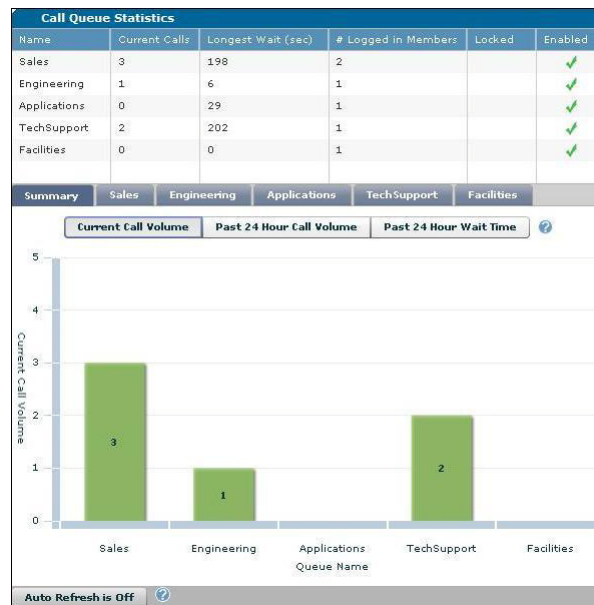 Call Queue Statistics
Name Current Calls Longest Wait (sec) # Logged in Members Locked Enabled
Sales 3 198 2
Engineering 1 6 1
Applications 0 29 1
TechSupport 2 202 1
Facilities 0 0 1
Summary Sales Engineering Applications TechSupport Facilities
Current Call Volume Past 24 Hour Call Volume Past 24 Hour Wait Time ?
5
4
3
2
1
0
Current Call Volume
3
1
2
Sales Engineering Applications TechSupport Facilities
Queue Name
Auto Refresh is Off ?